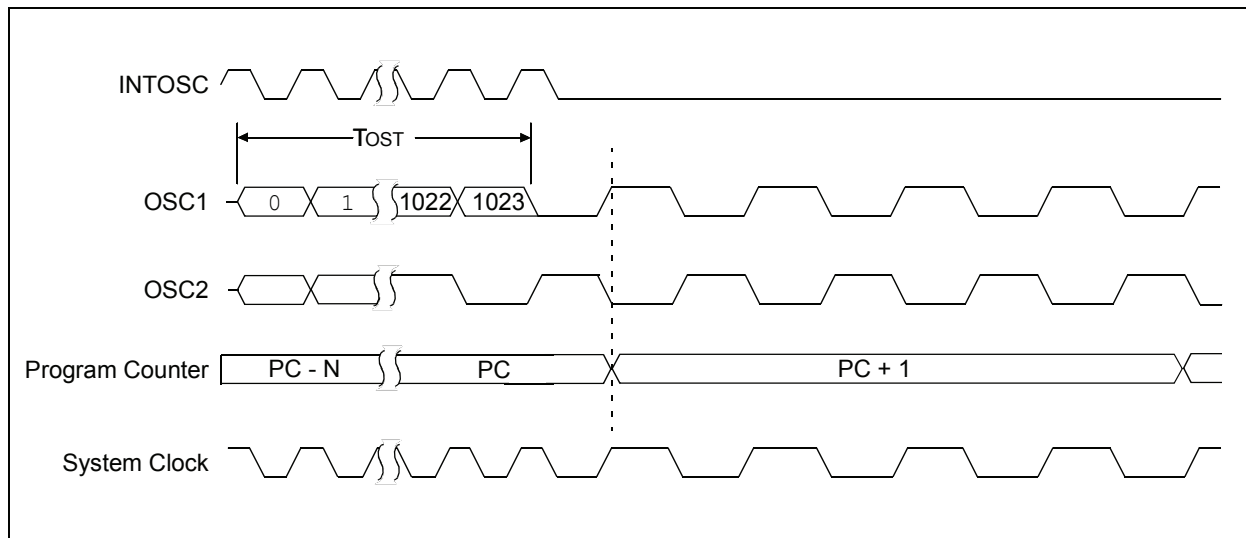 INTOSC
TOST
OSC1 0 1 1022 1023
OSC2
Program Counter PC - N PC PC + 1
System Clock